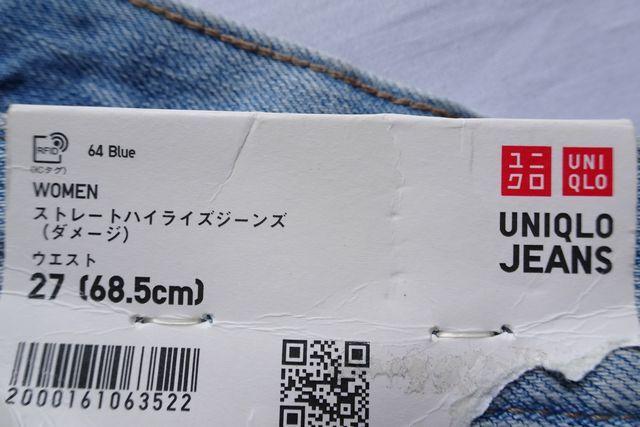 RFID
(ICタグ)
64 Blue
WOMEN
ストレートハイライズジーンズ
(ダメージ)
ウエスト
27 (68.5cm)
ユニ
クロ
UNI
QLO
UNIQLO
JEANS
2000161063522